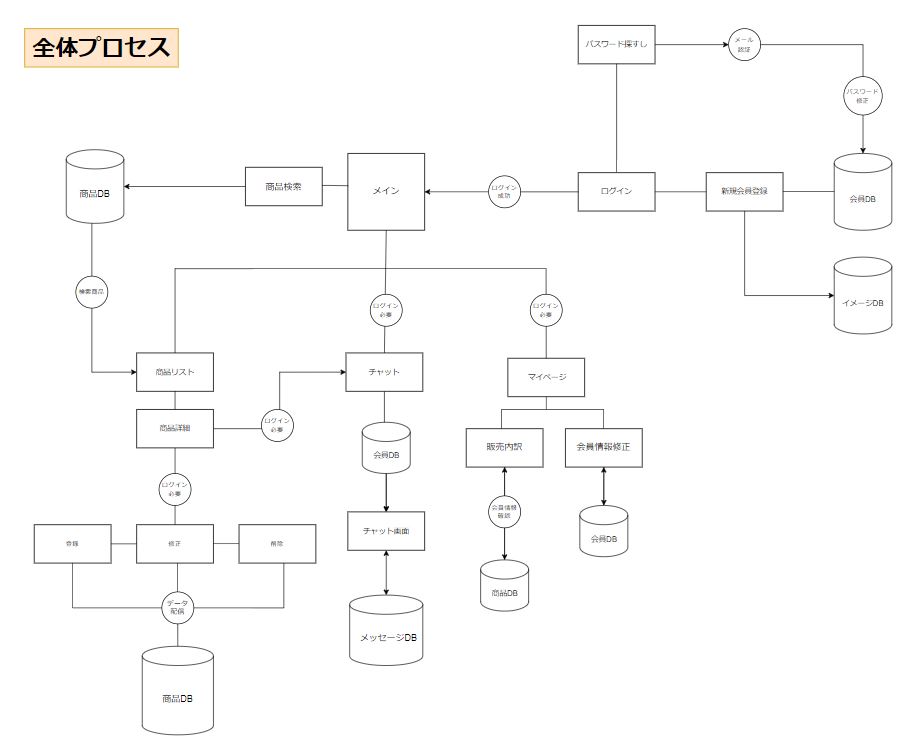 全体プロセス
パスワード探すし
メール
認証
パスワード
修正
商品DB
商品検索
メイン
ログイン
成功
ログイン
新規会員登録
会員DB
検索商品
ログイン
必要
ログイン
必要
イメージDB
商品リスト
チャット
マイページ
商品詳細
ログイン
必要
会員DB
販売内訳
会員情報修正
ログイン
必要
会員情報
確認
登録
修正
削除
チャット画面
会員DB
データ
配信
商品DB
メッセージDB
商品DB